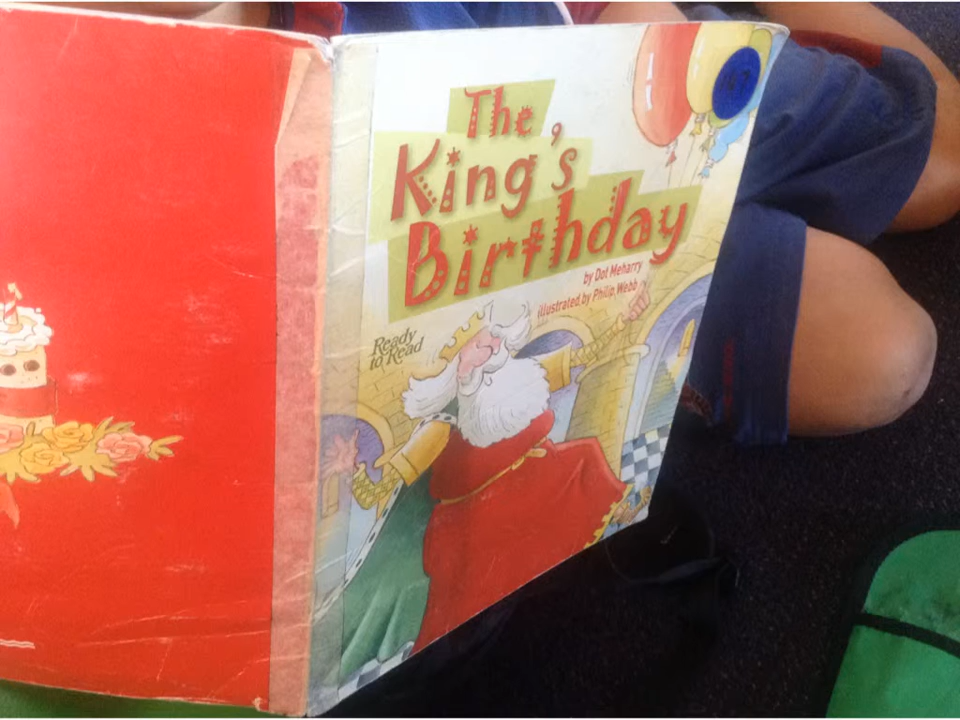 The
King's
Birthday
by Dot Meharry
illustrated by Philip Webb
Ready
to Read